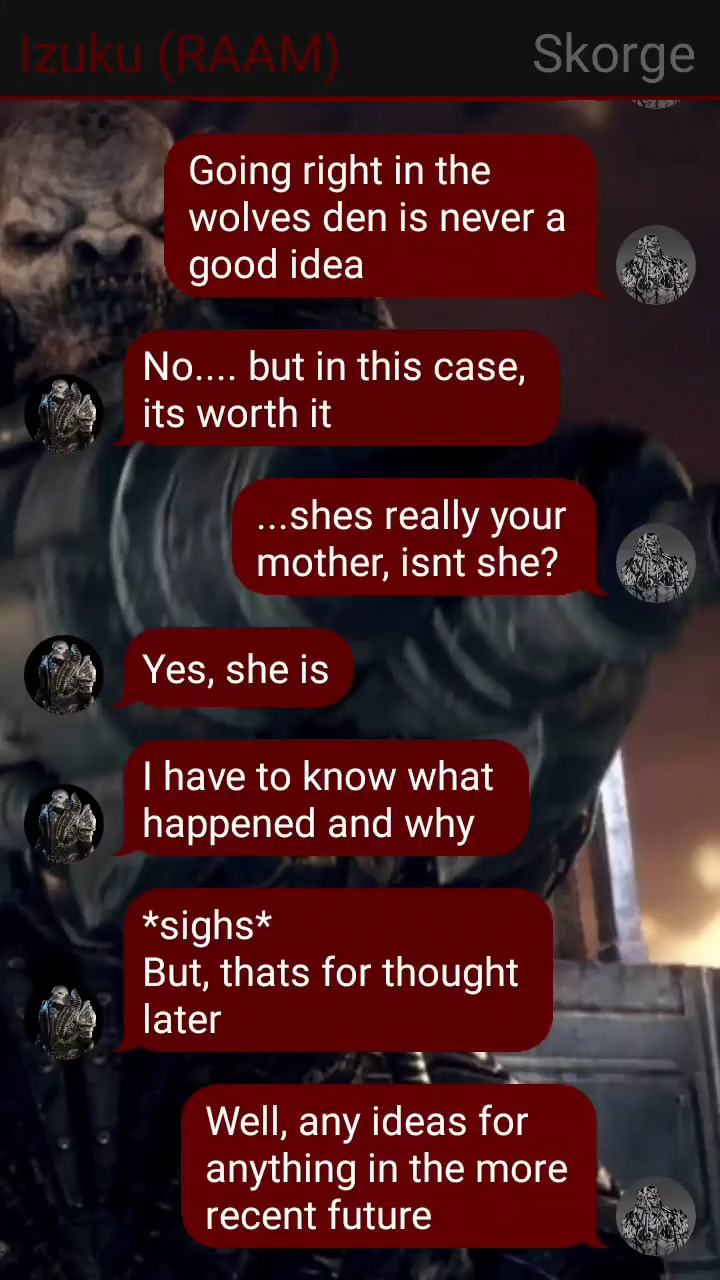 Izuku (RAAM) Skorge
Going right in the
wolves den is never a
good idea
No.... but in this case,
its worth it
...shes really your
mother, isnt she?
Yes, she is
I have to know what
happened and why
*sighs*
But, thats for thought
later
Well, any ideas for
anything in the more
recent future